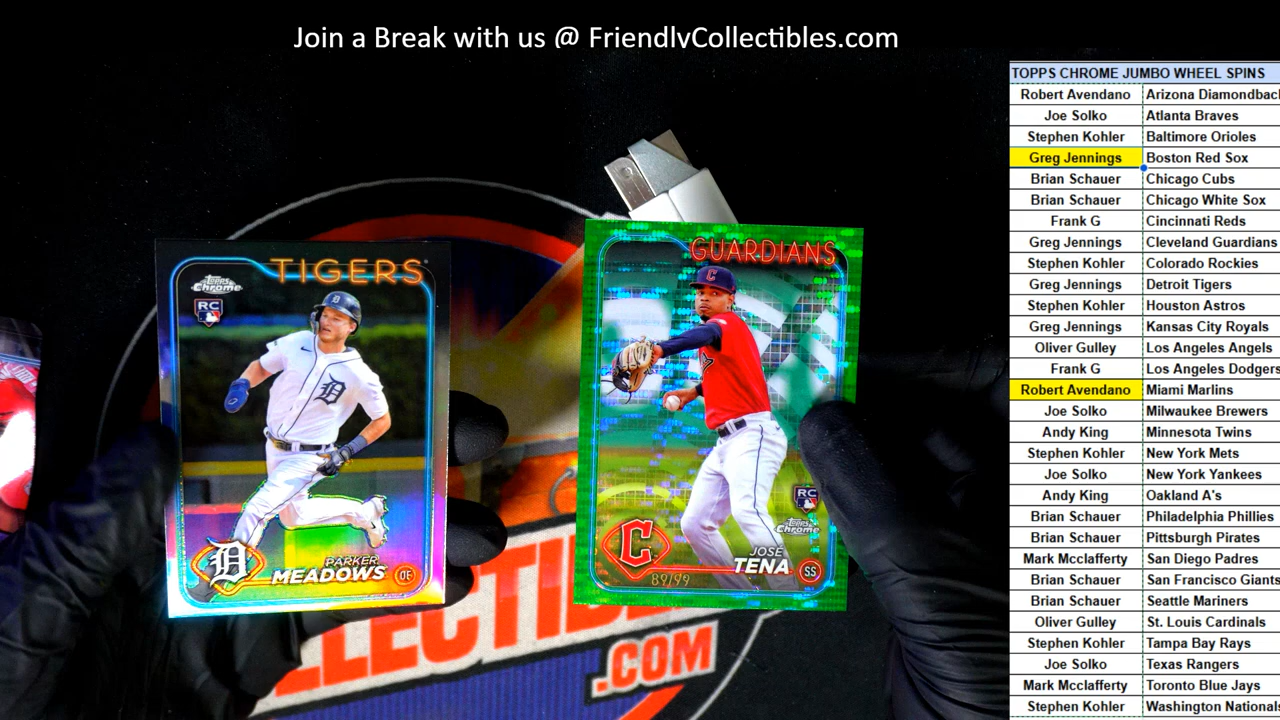 Join a Break with us @ FriendlyCollectibles.com
TOPPS CHROME JUMBO WHEEL SPINS
Robert Avendano Arizona Diamondbac
Joe Solko Atlanta Braves
Stephen Kohler Baltimore Orioles
Greg Jennings Boston Red Sox
Brian Schauer Chicago Cubs
Brian Schauer Chicago White Sox
Frank G Cincinnati Reds
Greg Jennings Cleveland Guardians
Stephen Kohler Colorado Rockies
Greg Jennings Detroit Tigers
Stephen Kohler Houston Astros
Greg Jennings Kansas City Royals
Oliver Gulley Los Angeles Angels
Frank G Los Angeles Dodgers
Robert Avendano Miami Marlins
Joe Solko Milwaukee Brewers
Andy King Minnesota Twins
Stephen Kohler New York Mets
Joe Solko New York Yankees
Andy King Oakland A's
Brian Schauer Philadelphia Phillies
Brian Schauer Pittsburgh Pirates
Mark Mcclafferty San Diego Padres
Brian Schauer San Francisco Giants
Brian Schauer Seattle Mariners
Oliver Gulley St. Louis Cardinals
Stephen Kohler Tampa Bay Rays
Joe Solko Texas Rangers
Mark Mcclafferty Toronto Blue Jays
Stephen Kohler Washington Nationals
TIGERS
Topps Chrome
RC
D
D
D
PARKER
MEADOWS
OF
GUARDIANS
C
RC
Topps Chrome
C
JOSE
TENA
SS
89/99
LLECTIB
.COM